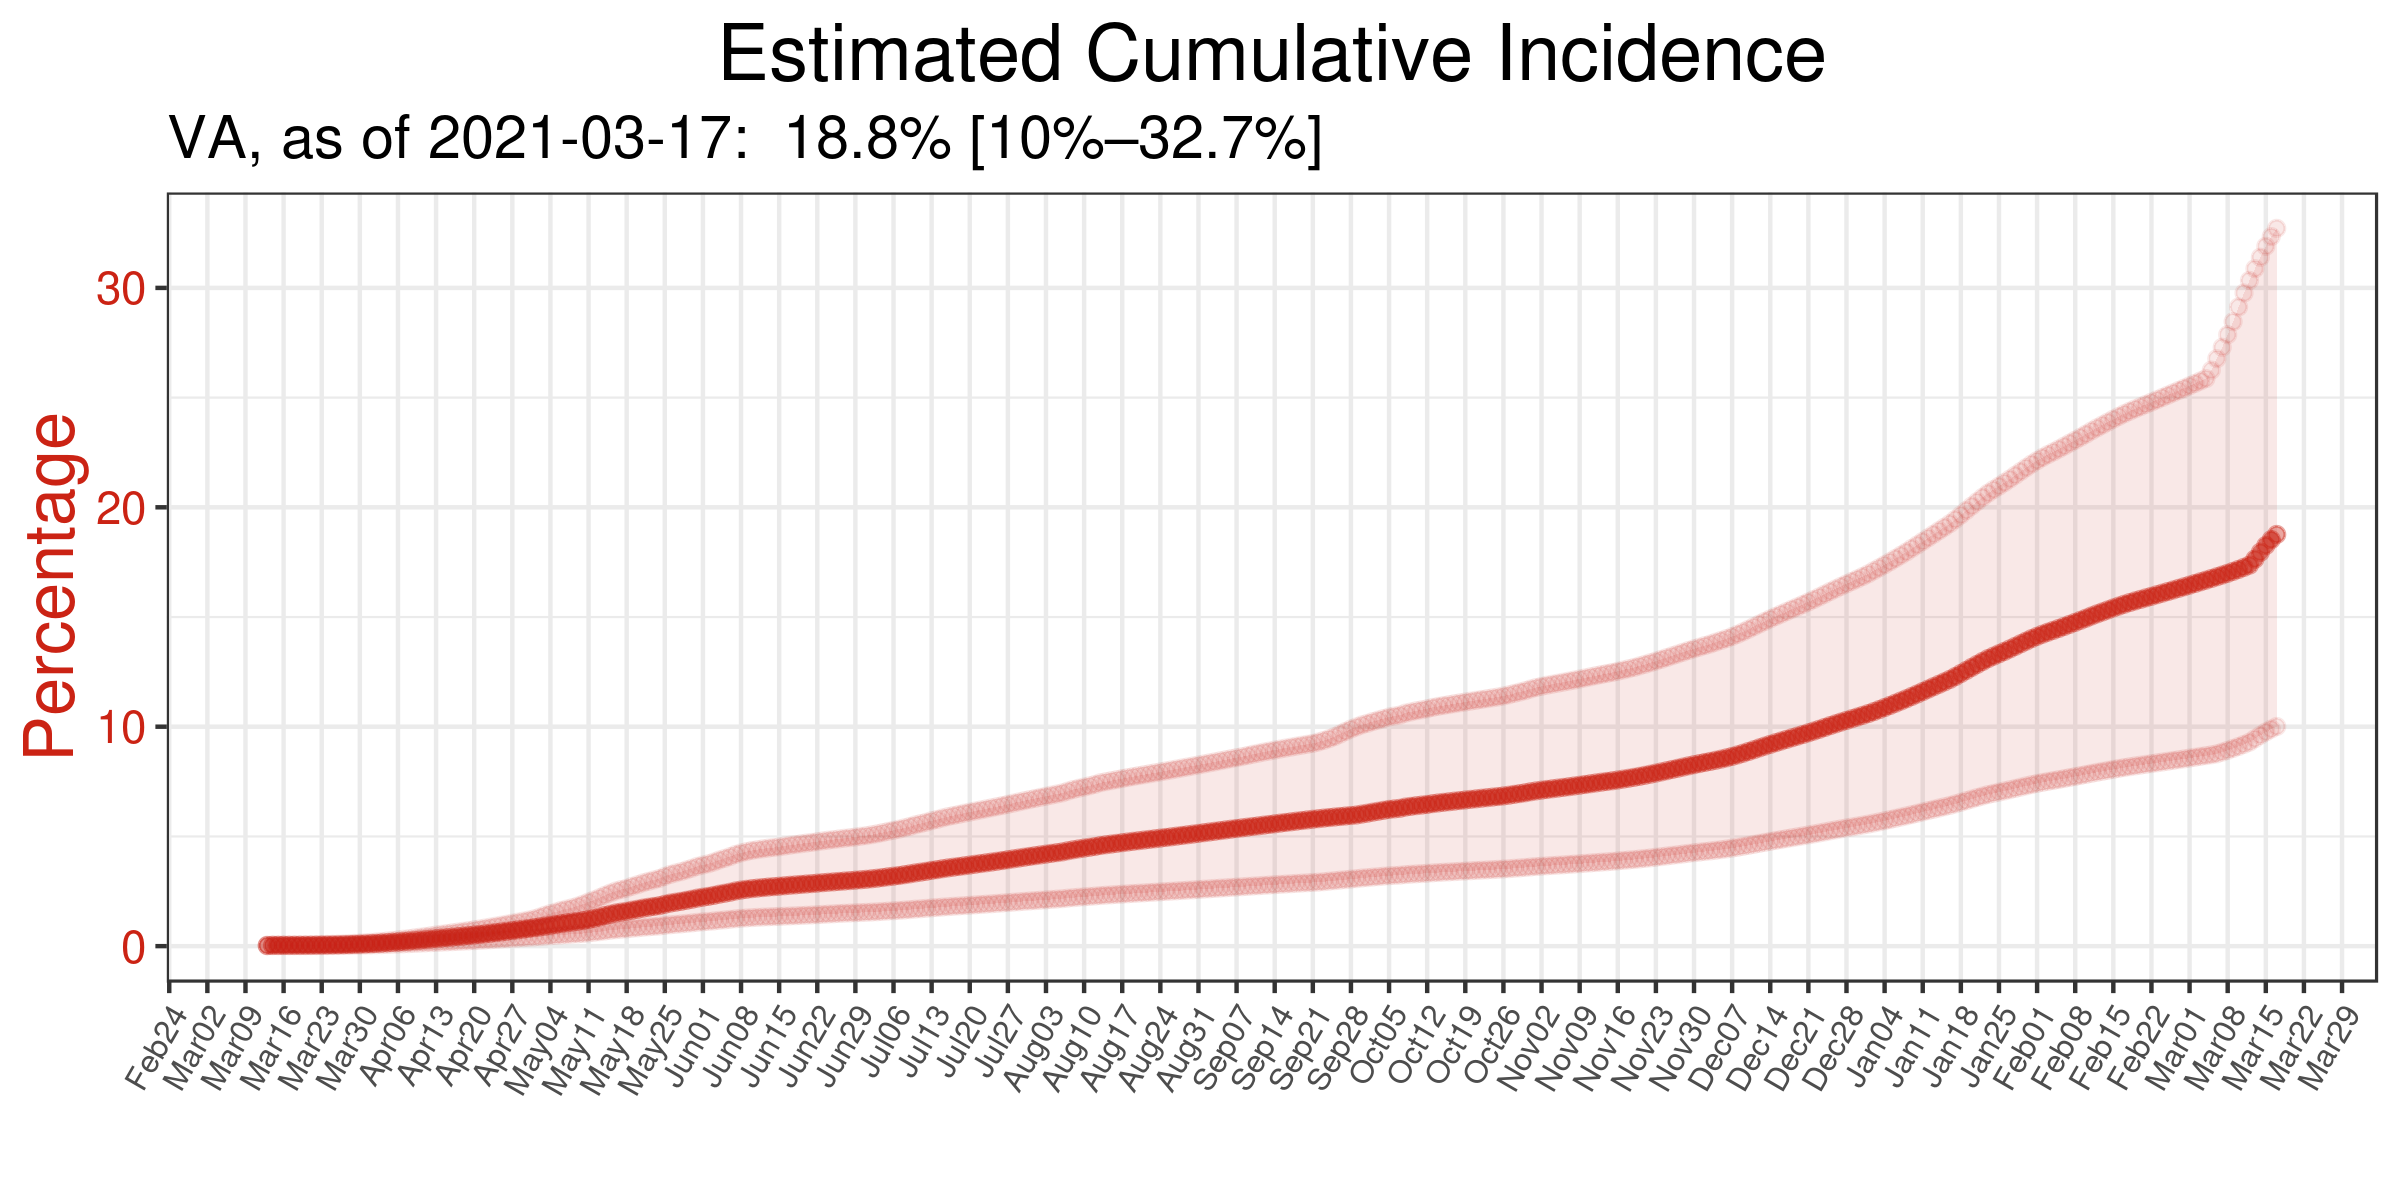 Estimated Cumulative Incidence
VA, as of 2021-03-17:  18.8% [10%–32.7%]
Percentage
30
20
10
0
Feb24
Mar02
Mar09
Mar16
Mar23
Mar30
Apr06
Apr13
Apr20
Apr27
May04
May11
May18
May25
Jun01
Jun08
Jun15
Jun22
Jun29
Jul06
Jul13
Jul20
Jul27
Aug03
Aug10
Aug17
Aug24
Aug31
Sep07
Sep14
Sep21
Sep28
Oct05
Oct12
Oct19
Oct26
Nov02
Nov09
Nov16
Nov23
Nov30
Dec07
Dec14
Dec21
Dec28
Jan04
Jan11
Jan18
Jan25
Feb01
Feb08
Feb15
Feb22
Mar01
Mar08
Mar15
Mar22
Mar29